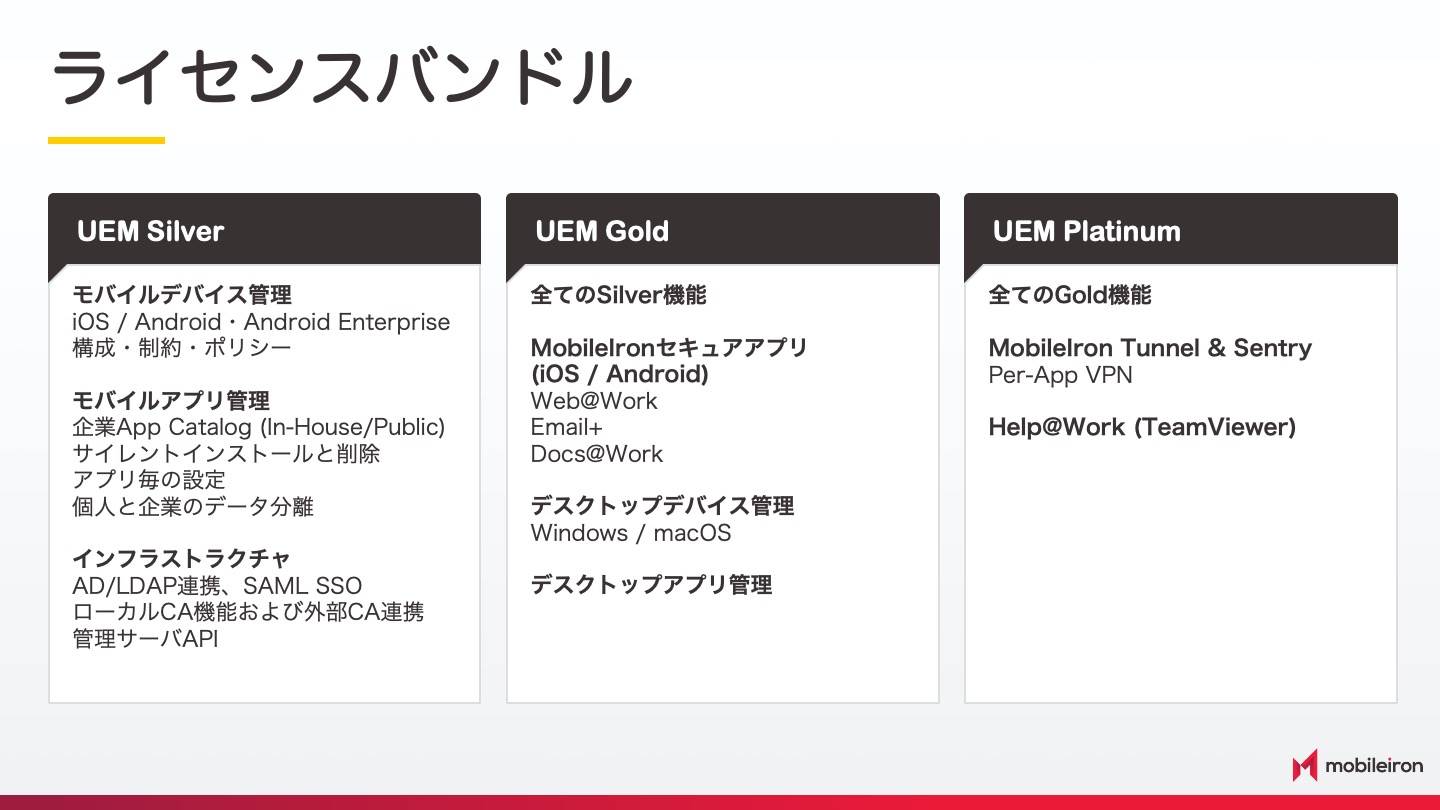 ライセンスバンドル
UEM Silver
モバイルデバイス管理
iOS / Android・Android Enterprise
構成・制約・ポリシー
モバイルアプリ管理
企業App Catalog (In-House/Public)
サイレントインストールと削除
アプリ毎の設定
個人と企業のデータ分離
インフラストラクチャ
AD/LDAP連携、SAML SSO
ローカルCA機能および外部CA連携
管理サーバAPI
UEM Gold
全てのSilver機能
MobileIronセキュアアプリ
(iOS / Android)
Web@Work
Email+
Docs@Work
デスクトップデバイス管理
Windows / macOS
デスクトップアプリ管理
UEM Platinum
全てのGold機能
MobileIron Tunnel & Sentry
Per-App VPN
Help@Work (TeamViewer)
mobileiron